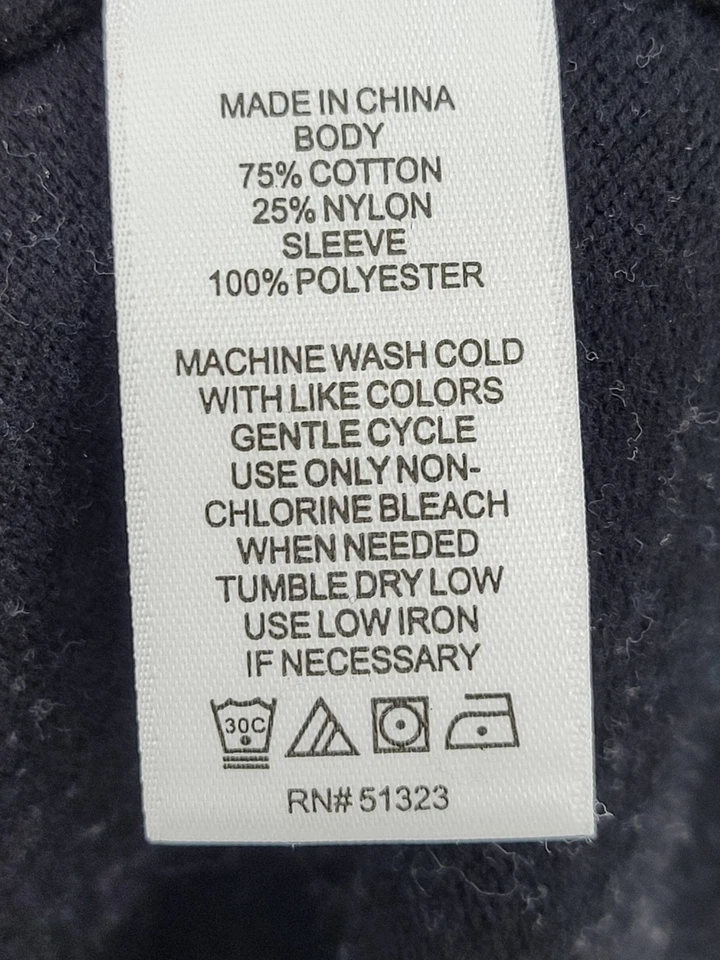 MADE IN CHINA
BODY
75% COTTON
25% NYLON
SLEEVE
100% POLYESTER
MACHINE WASH COLD
WITH LIKE COLORS
GENTLE CYCLE
USE ONLY NON-
CHLORINE BLEACH
WHEN NEEDED
TUMBLE DRY LOW
USE LOW IRON
IF NECESSARY
30C
RN# 51323